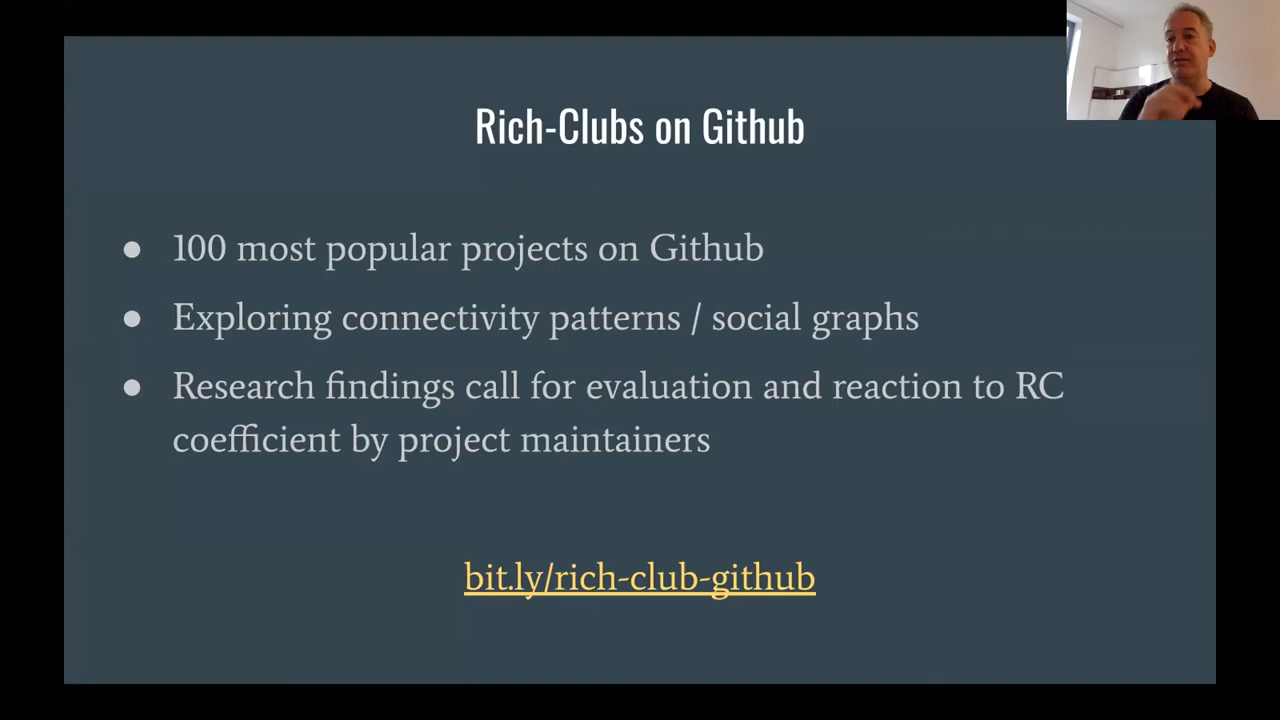 Rich-Clubs on Github
● 100 most popular projects on Github
● Exploring connectivity patterns / social graphs
● Research findings call for evaluation and reaction to RC
coefficient by project maintainers
bit.ly/rich-club-github